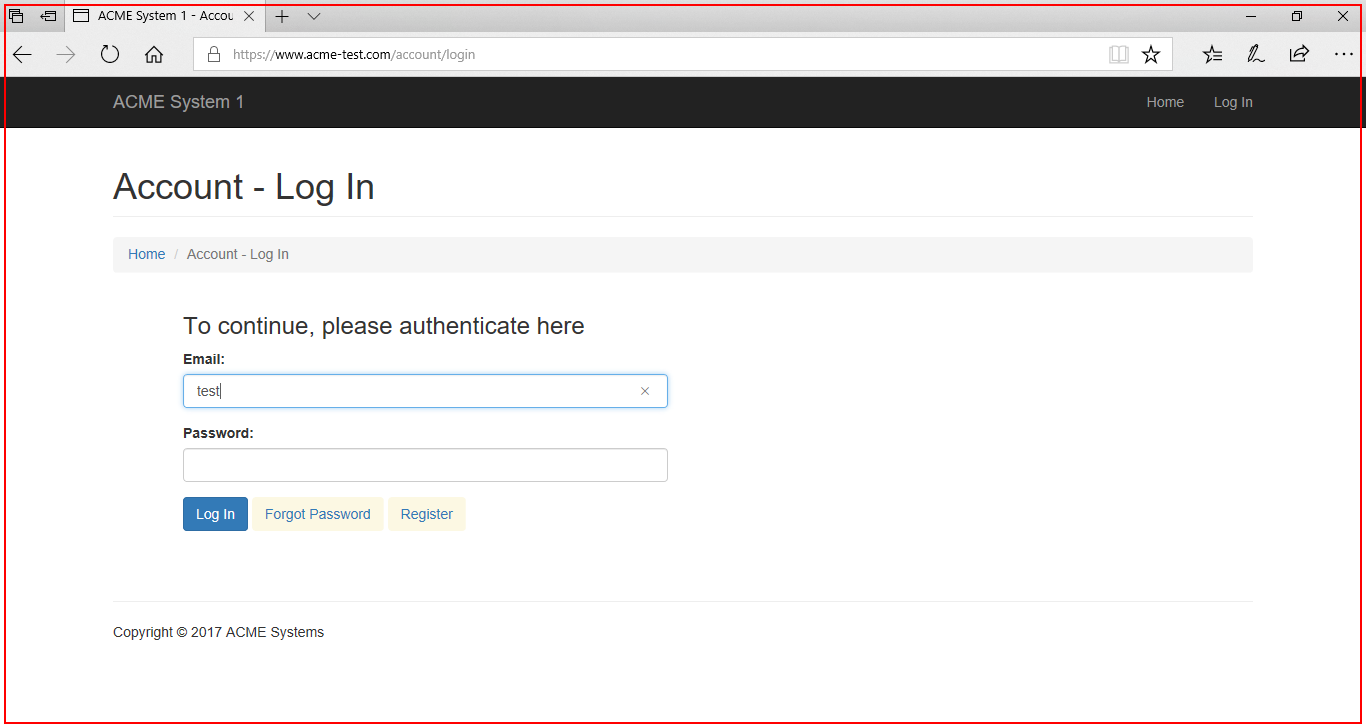 ACME System 1 - Accou
https://www.acme-test.com/account/login
ACME System 1 Home Log In
Account - Log In
Home / Account - Log In
To continue, please authenticate here
Email:
test
Password:
Log In Forgot Password Register
Copyright © 2017 ACME Systems